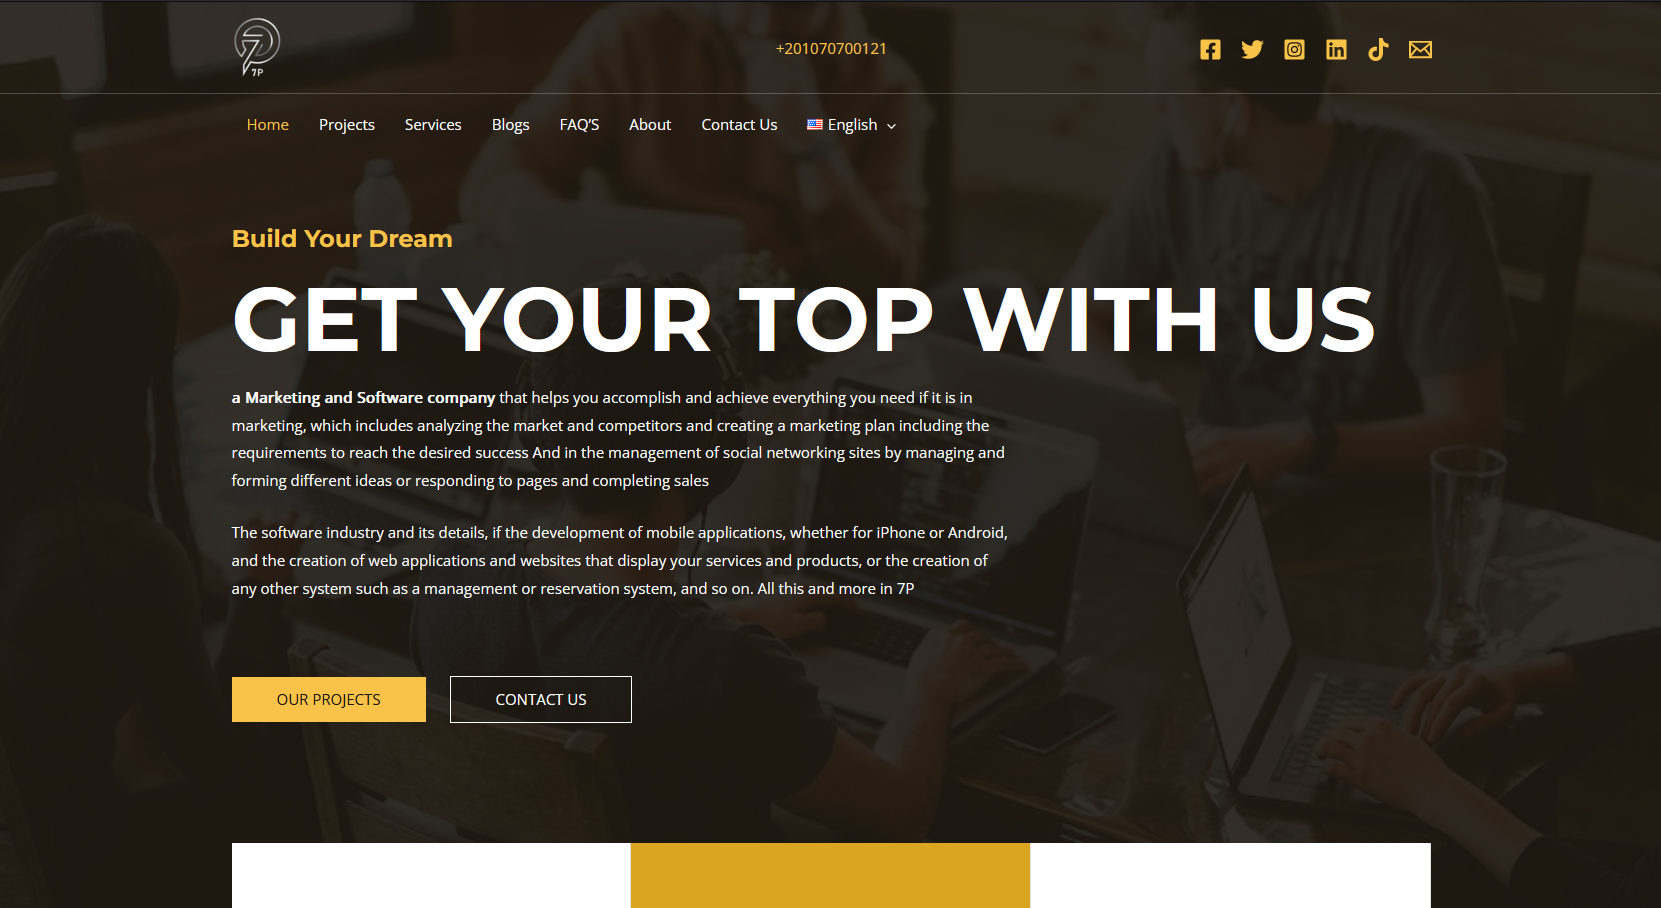 7P
+201070700121
Home Projects Services Blogs FAQ'S About Contact Us English
Build Your Dream
GET YOUR TOP WITH US
a Marketing and Software company that helps you accomplish and achieve everything you need if it is in
marketing, which includes analyzing the market and competitors and creating a marketing plan including the
requirements to reach the desired success And in the management of social networking sites by managing and
forming different ideas or responding to pages and completing sales
The software industry and its details, if the development of mobile applications, whether for iPhone or Android,
and the creation of web applications and websites that display your services and products, or the creation of
any other system such as a management or reservation system, and so on. All this and more in 7P
OUR PROJECTS CONTACT US